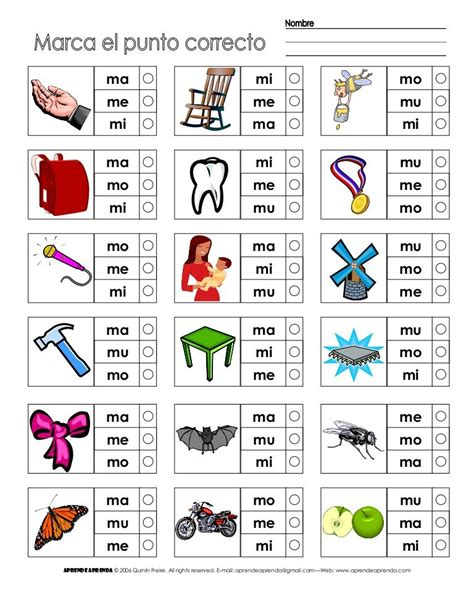 Nombre
Marca el punto correcto
ma
me
mi
mi
me
ma
mo
mu
mi
ma
mo
mi
mi
me
mu
mu
mo
me
mo
me
mi
ma
mi
mu
mo
mu
me
ma
mu
mo
ma
mi
me
mu
mo
mi
ma
me
mo
ma
mu
mi
me
mo
mu
ma
mu
me
mo
mu
me
mi
mu
ma
APRENDEAPRENDA © 2006 Quinin Freire. All rights reserved. E-mail: aprendeaprenda@gmail.com—Web: www.aprendeaprenda.com